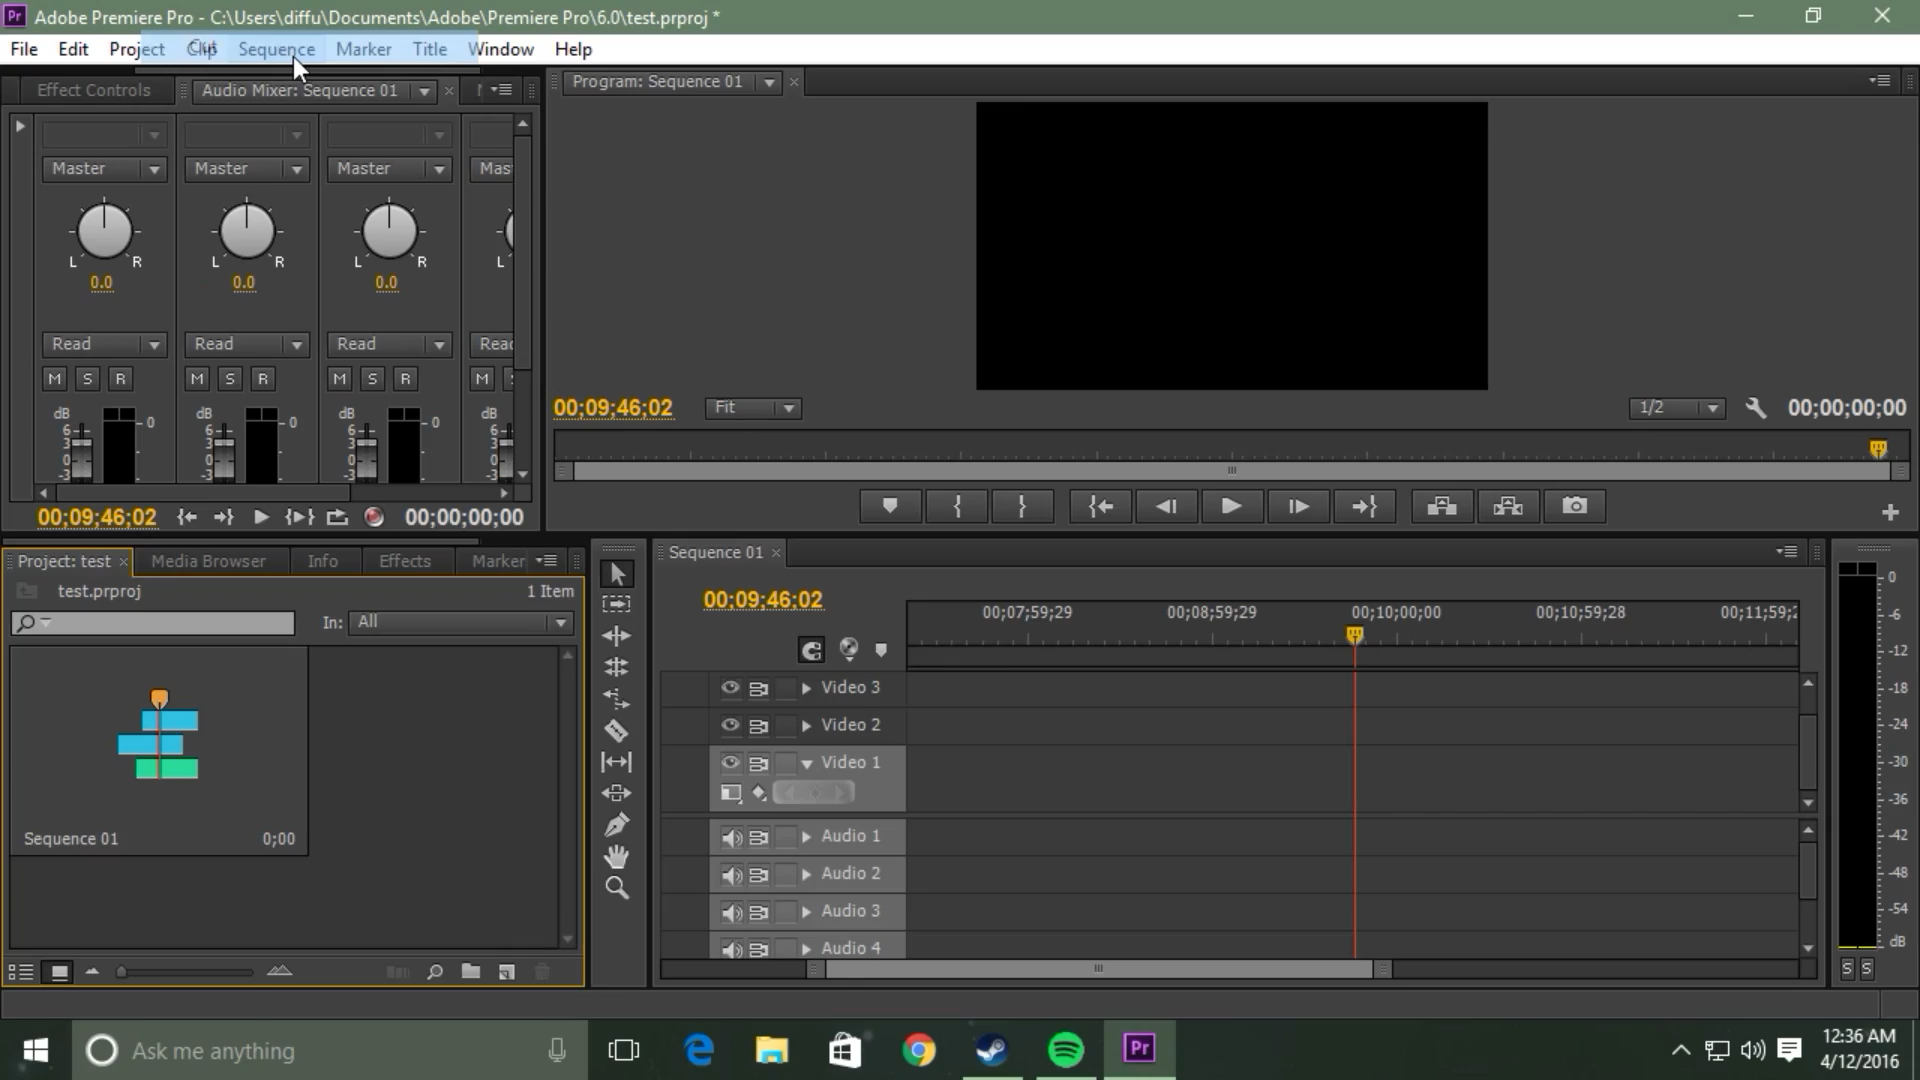 Pr Adobe Premiere Pro - C:\Users\diffu\Documents\Adobe\Premiere Pro\6.0\test.prproj *
File Edit Project Clip Sequence Marker Title Window Help
Effect Controls Audio Mixer: Sequence 01
Program: Sequence 01
Master Master Master Mas
L R L R L R L
0.0 0.0 0.0
Read Read Read Read
M S R M S R M S R M
dB dB dB dB
0 0 0
6 6 6 6
3 3 3 3
0 0 0 0
-3 -3 -3 -3
00;09;46;02 00;00;00;00
00;09;46;02 Fit 1/2 00;00;00;00
Project: test Media Browser Info Effects Marker
test.prproj 1 Item
In: All
Sequence 01 0;00
Sequence 01
00;09;46;02
00;07;59;29 00;08;59;29 00;10;00;00 00;10;59;28 00;11;59;2
Video 3
Video 2
Video 1
Audio 1
Audio 2
Audio 3
Audio 4
0
-6
-12
-18
-24
-30
-36
-42
-48
-54
dB
S S
Ask me anything
Pr
12:36 AM
4/12/2016